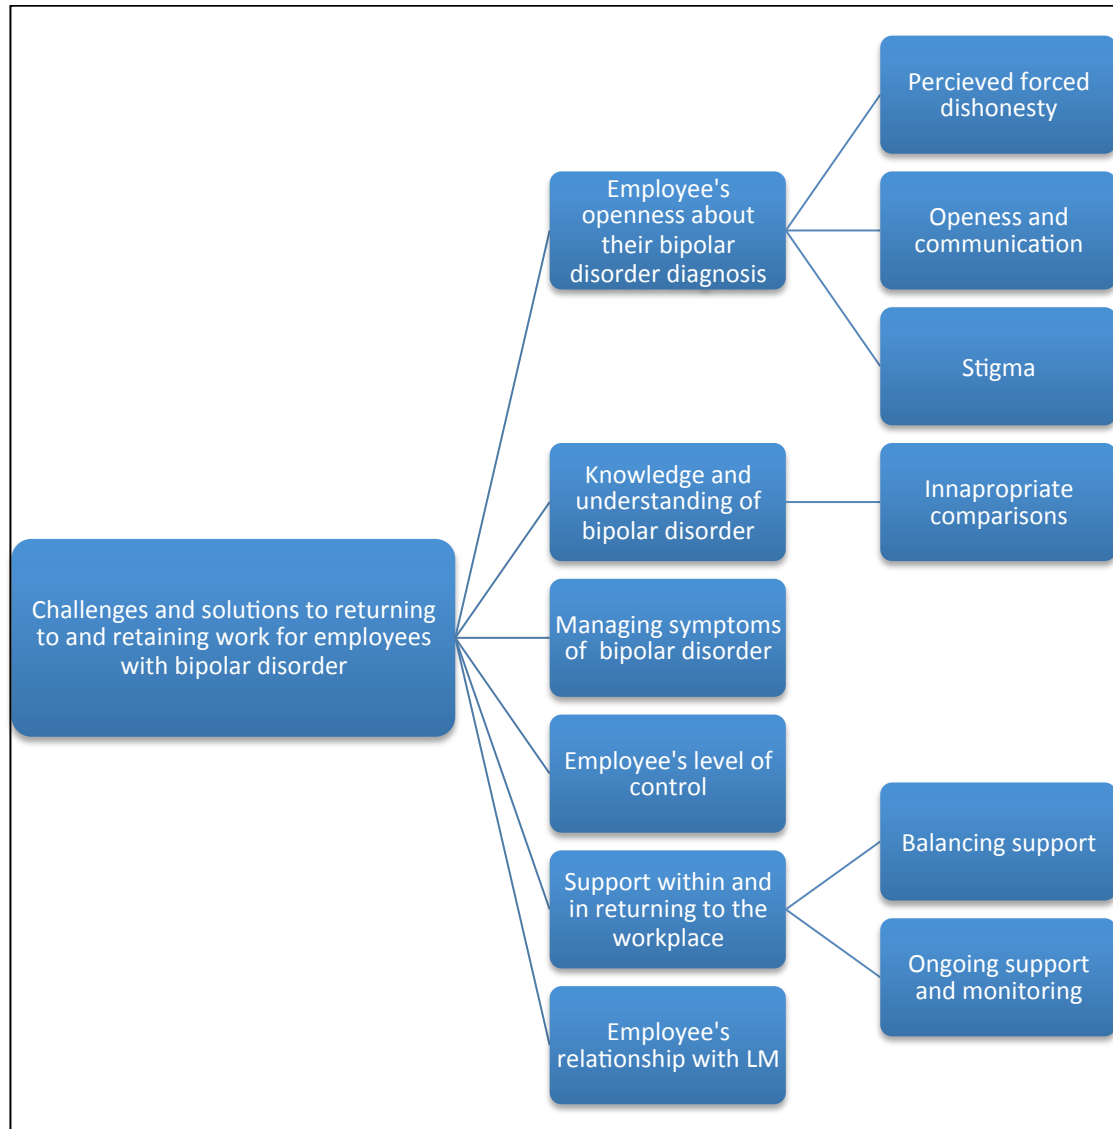 Percieved forced
dishonesty
Employee's
openness about
their bipolar
disorder diagnosis
Openess and
communication
Stigma
Knowledge and
understanding of
bipolar disorder
Innapropriate
comparisons
Challenges and solutions to returning
to and retaining work for employees
with bipolar disorder
Managing symptoms
of  bipolar disorder
Employee's level of
control
Balancing support
Support within and
in returning to the
workplace
Ongoing support
and monitoring
Employee's
relationship with LM